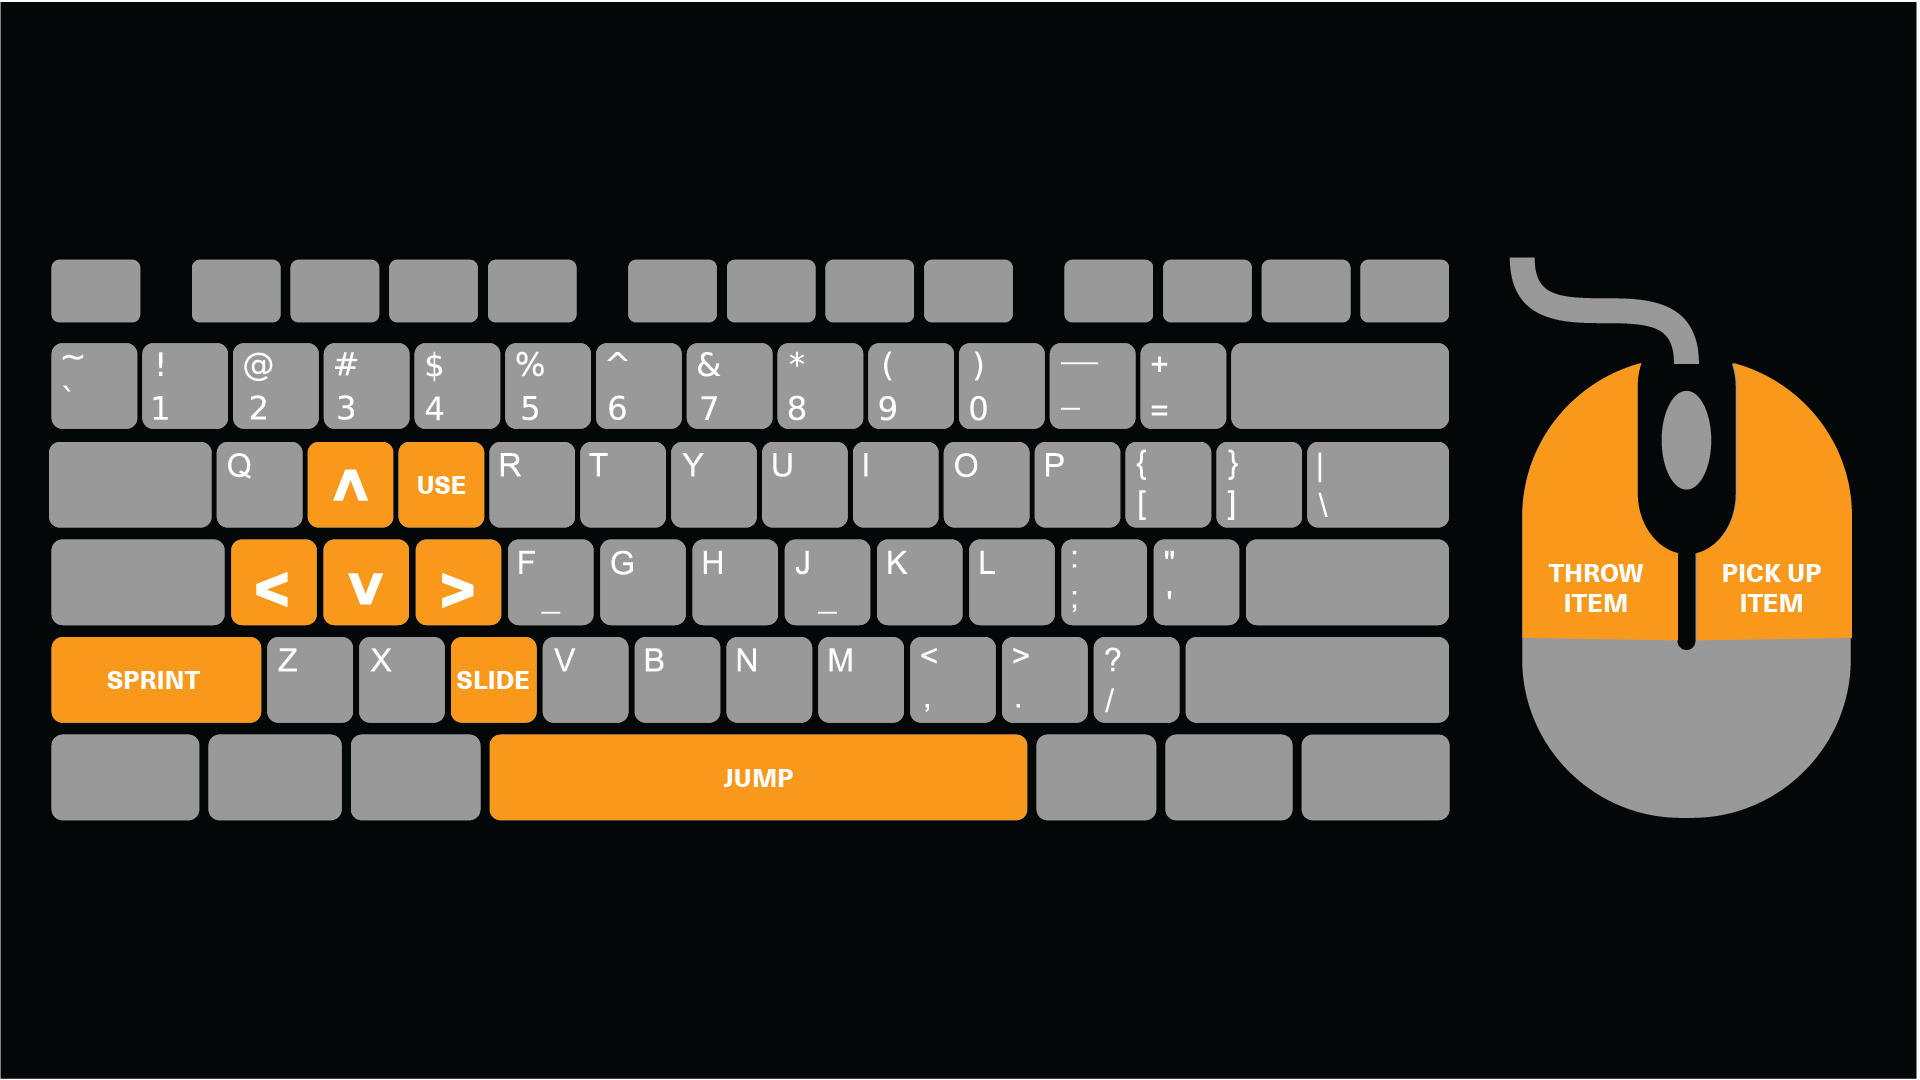 ~ ! @ # $ % ^ & * ( ) — +
` 1 2 3 4 5 6 7 8 9 0 – =
Q ʌ USE R T Y U I O P { } |
[ ] \
< v > F G H J K L : "
_ _ ; '
SPRINT Z X SLIDE V B N M < > ?
, . /
JUMP
THROW
ITEM
PICK UP
ITEM